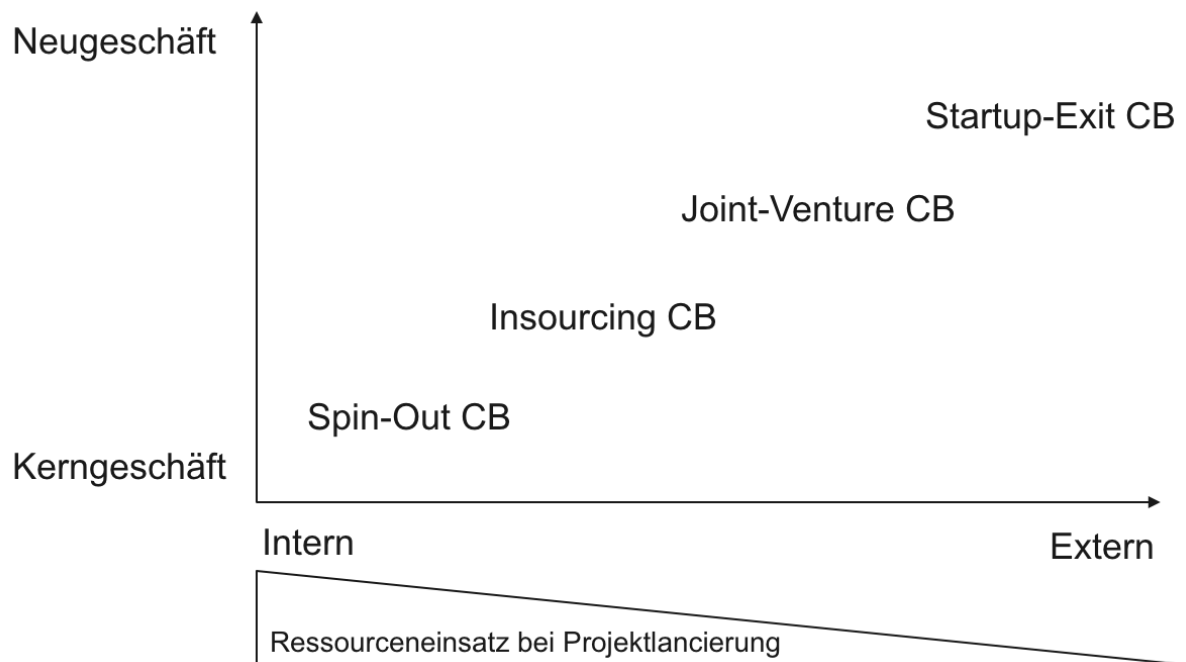 Neugeschäft
Startup-Exit CB
Joint-Venture CB
Insourcing CB
Spin-Out CB
Kerngeschäft
Intern
Extern
Ressourceneinsatz bei Projektlancierung